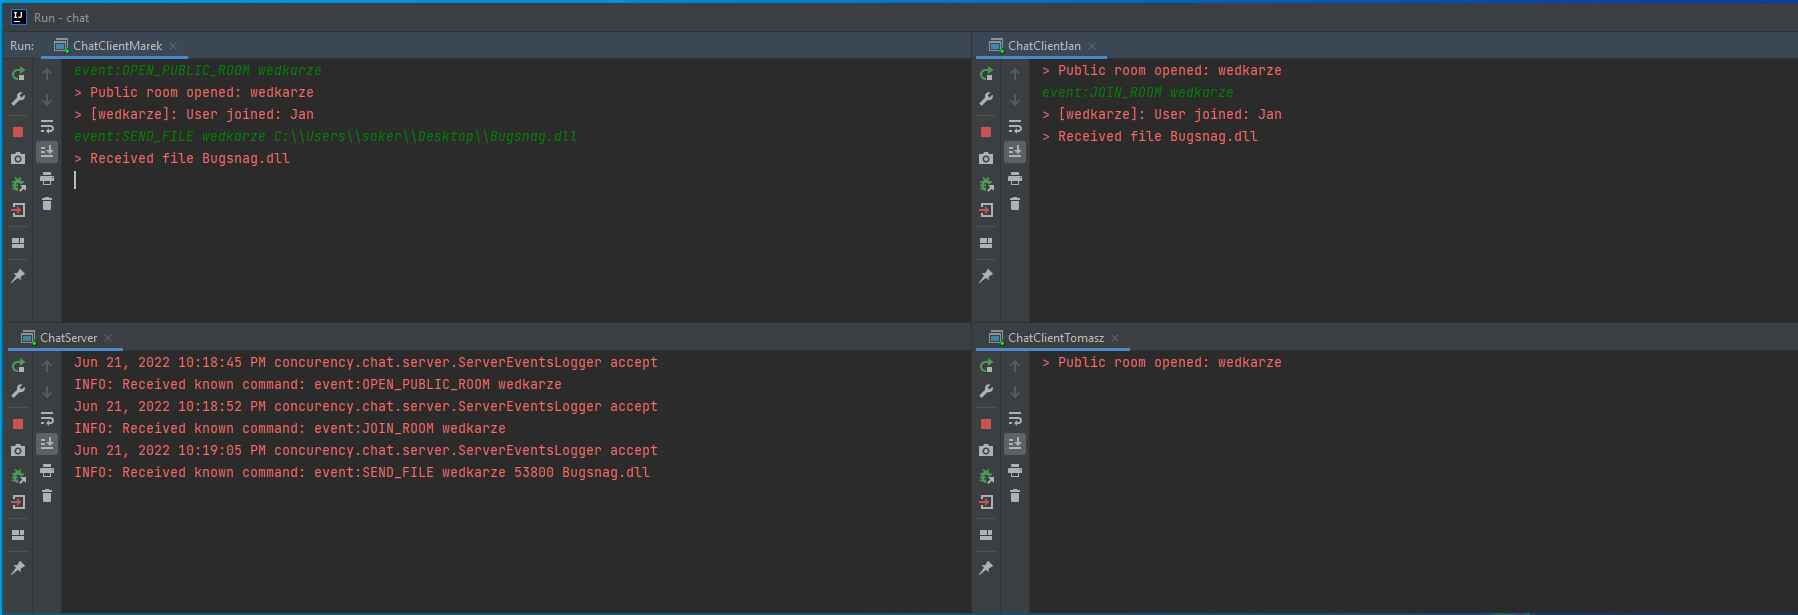 Run - chat
Run:
ChatClientMarek
event:OPEN_PUBLIC_ROOM wedkarze
> Public room opened: wedkarze
> [wedkarze]: User joined: Jan
event:SEND_FILE wedkarze C:\\Users\\soker\\Desktop\\Bugsnag.dll
> Received file Bugsnag.dll
ChatClientJan
> Public room opened: wedkarze
event:JOIN_ROOM wedkarze
> [wedkarze]: User joined: Jan
> Received file Bugsnag.dll
ChatServer
Jun 21, 2022 10:18:45 PM concurency.chat.server.ServerEventsLogger accept
INFO: Received known command: event:OPEN_PUBLIC_ROOM wedkarze
Jun 21, 2022 10:18:52 PM concurency.chat.server.ServerEventsLogger accept
INFO: Received known command: event:JOIN_ROOM wedkarze
Jun 21, 2022 10:19:05 PM concurency.chat.server.ServerEventsLogger accept
INFO: Received known command: event:SEND_FILE wedkarze 53800 Bugsnag.dll
ChatClientTomasz
> Public room opened: wedkarze